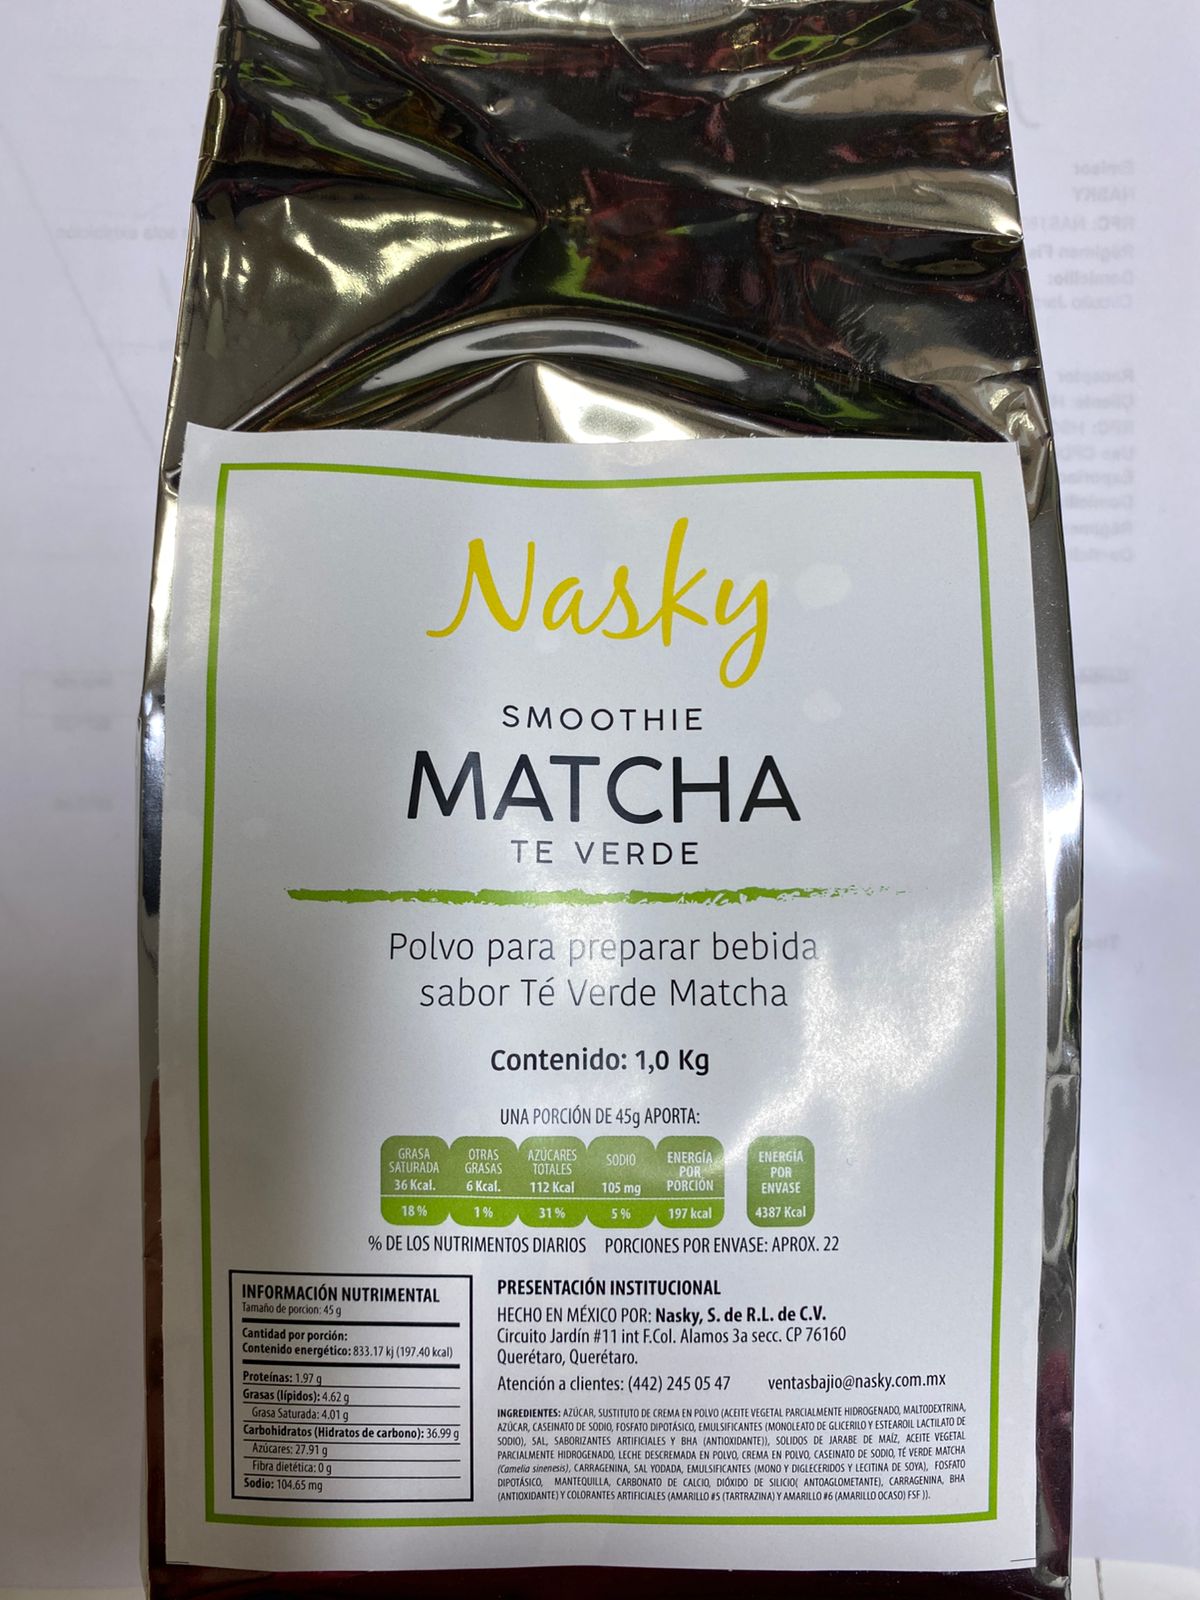 Nasky
SMOOTHIE
MATCHA
TE VERDE
Polvo para preparar bebida
sabor Té Verde Matcha
Contenido: 1,0 Kg
UNA PORCIÓN DE 45g APORTA:
GRASA SATURADA 36 Kcal. 18 %
OTRAS GRASAS 6 Kcal. 1 %
AZÚCARES TOTALES 112 Kcal 31 %
SODIO 105 mg 5 %
ENERGÍA POR PORCIÓN 197 kcal
ENERGÍA POR ENVASE 4387 Kcal
% DE LOS NUTRIMENTOS DIARIOS PORCIONES POR ENVASE: APROX. 22
INFORMACIÓN NUTRIMENTAL
Tamaño de porcion: 45 g
Cantidad por porción:
Contenido energético: 833.17 kj (197.40 kcal)
Proteínas: 1.97 g
Grasas (lípidos): 4.62 g
Grasa Saturada: 4.01 g
Carbohidratos (Hidratos de carbono): 36.99 g
Azúcares: 27.91 g
Fibra dietética: 0 g
Sodio: 104.65 mg
PRESENTACIÓN INSTITUCIONAL
HECHO EN MÉXICO POR: Nasky, S. de R.L. de C.V.
Circuito Jardín #11 int F.Col. Alamos 3a secc. CP 76160
Querétaro, Querétaro.
Atención a clientes: (442) 245 05 47 ventasbajio@nasky.com.mx
INGREDIENTES: AZÚCAR, SUSTITUTO DE CREMA EN POLVO (ACEITE VEGETAL PARCIALMENTE HIDROGENADO, MALTODEXTRINA,
AZÚCAR, CASEINATO DE SODIO, FOSFATO DIPOTÁSICO, EMULSIFICANTES (MONOLEATO DE GLICERILO Y ESTEAROIL LACTILATO DE
SODIO), SAL, SABORIZANTES ARTIFICIALES Y BHA (ANTIOXIDANTE)), SOLIDOS DE JARABE DE MAÍZ, ACEITE VEGETAL
PARCIALMENTE HIDROGENADO, LECHE DESCREMADA EN POLVO, CREMA EN POLVO, CASEINATO DE SODIO, TÉ VERDE MATCHA
(Camelia sinenesis), CARRAGENINA, SAL YODADA, EMULSIFICANTES (MONO Y DIGLECERIDOS Y LECITINA DE SOYA), FOSFATO
DIPOTÁSICO, MANTEQUILLA, CARBONATO DE CALCIO, DIÓXIDO DE SILICIO( ANTOAGLOMETANTE), CARRAGENINA, BHA
(ANTIOXIDANTE) Y COLORANTES ARTIFICIALES (AMARILLO #5 (TARTRAZINA) Y AMARILLO #6 (AMARILLO OCASO) FSF )).